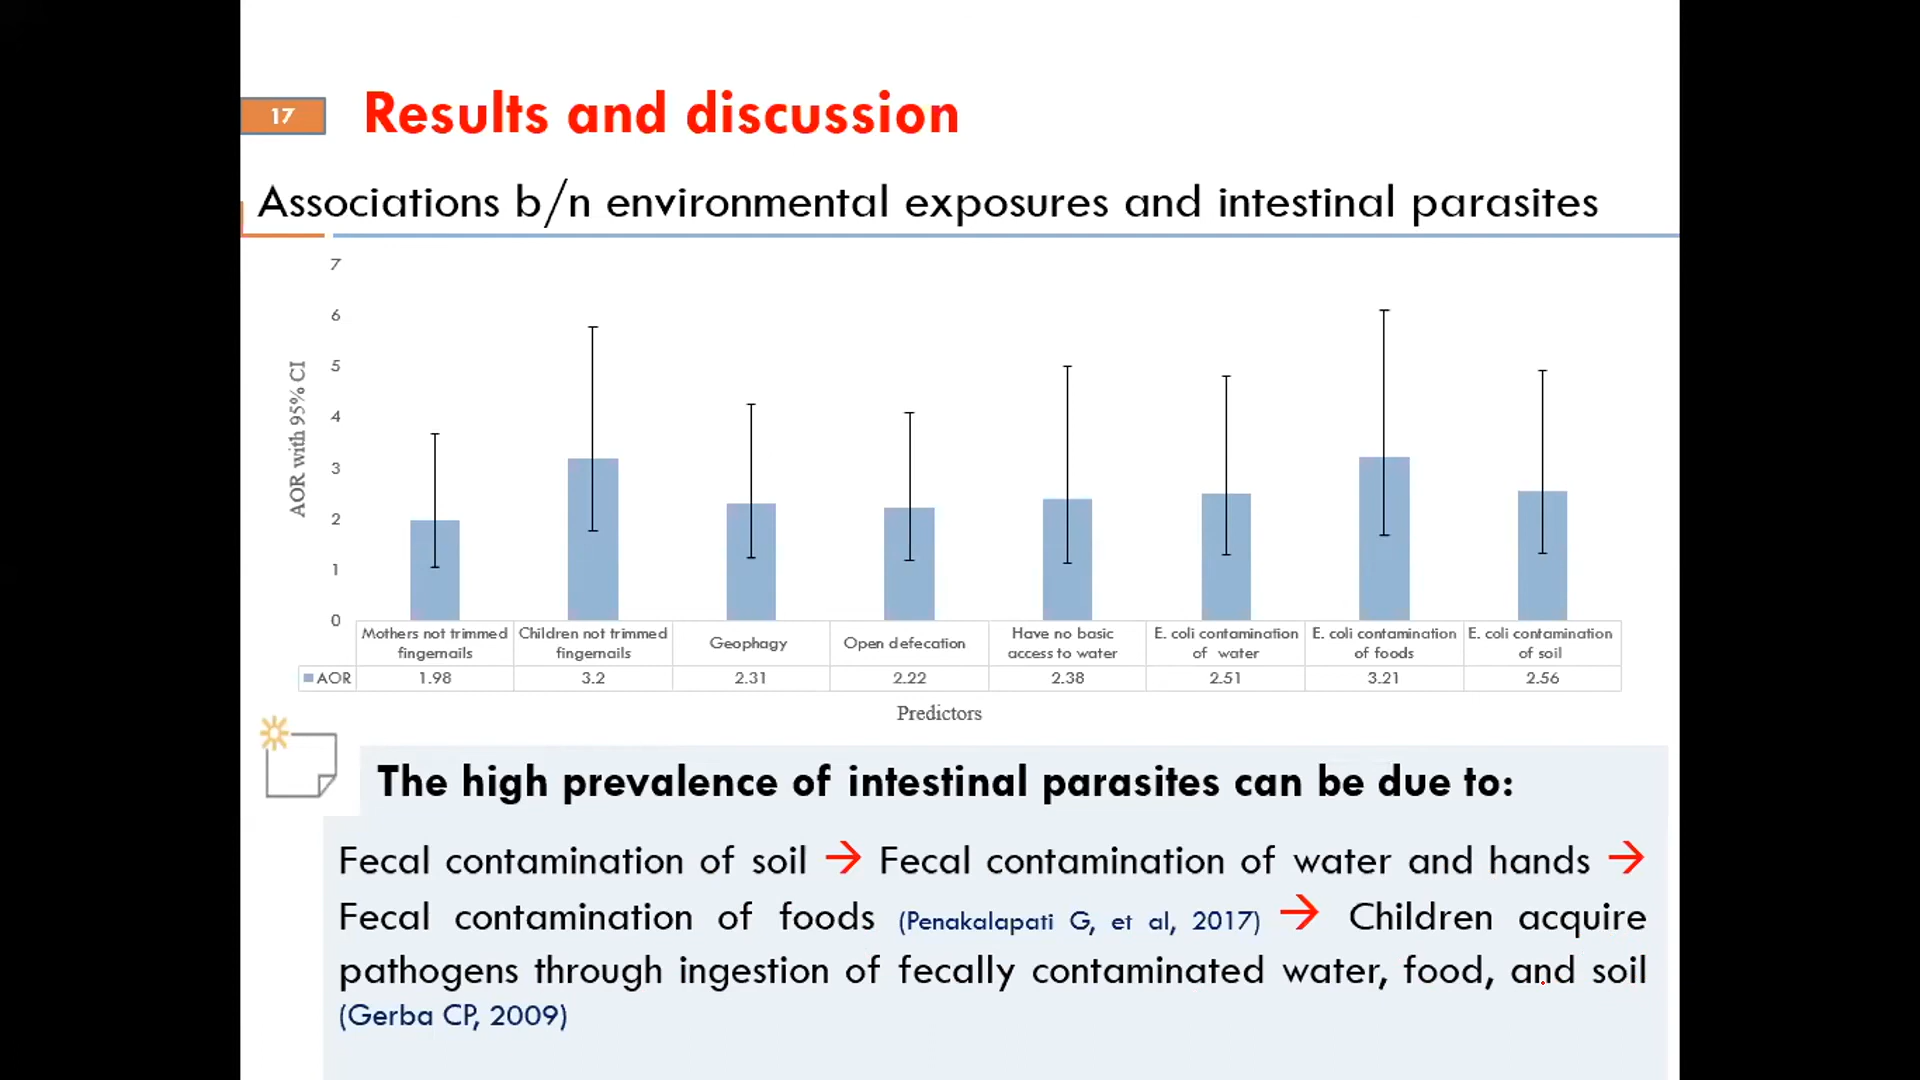 17
Results and discussion
Associations b/n environmental exposures and intestinal parasites
7
6
5
4
3
2
1
0
AOR with 95% CI
Mothers not trimmed fingernails
Children not trimmed fingernails
Geophagy
Open defecation
Have no basic access to water
E. coli contamination of water
E. coli contamination of foods
E. coli contamination of soil
AOR 1.98 3.2 2.31 2.22 2.38 2.51 3.21 2.56
Predictors
The high prevalence of intestinal parasites can be due to:
Fecal contamination of soil → Fecal contamination of water and hands →
Fecal contamination of foods (Penakalapati G, et al, 2017) → Children acquire
pathogens through ingestion of fecally contaminated water, food, and soil
(Gerba CP, 2009)